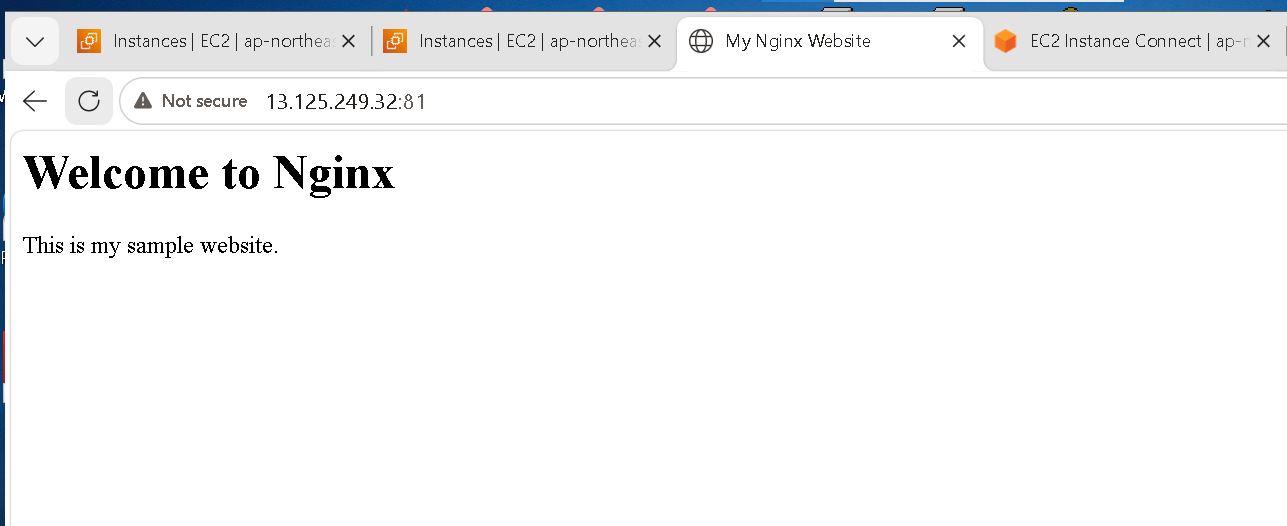 Instances | EC2 | ap-northea
Instances | EC2 | ap-northea
My Nginx Website
EC2 Instance Connect | ap-n
Not secure 13.125.249.32:81
Welcome to Nginx
This is my sample website.